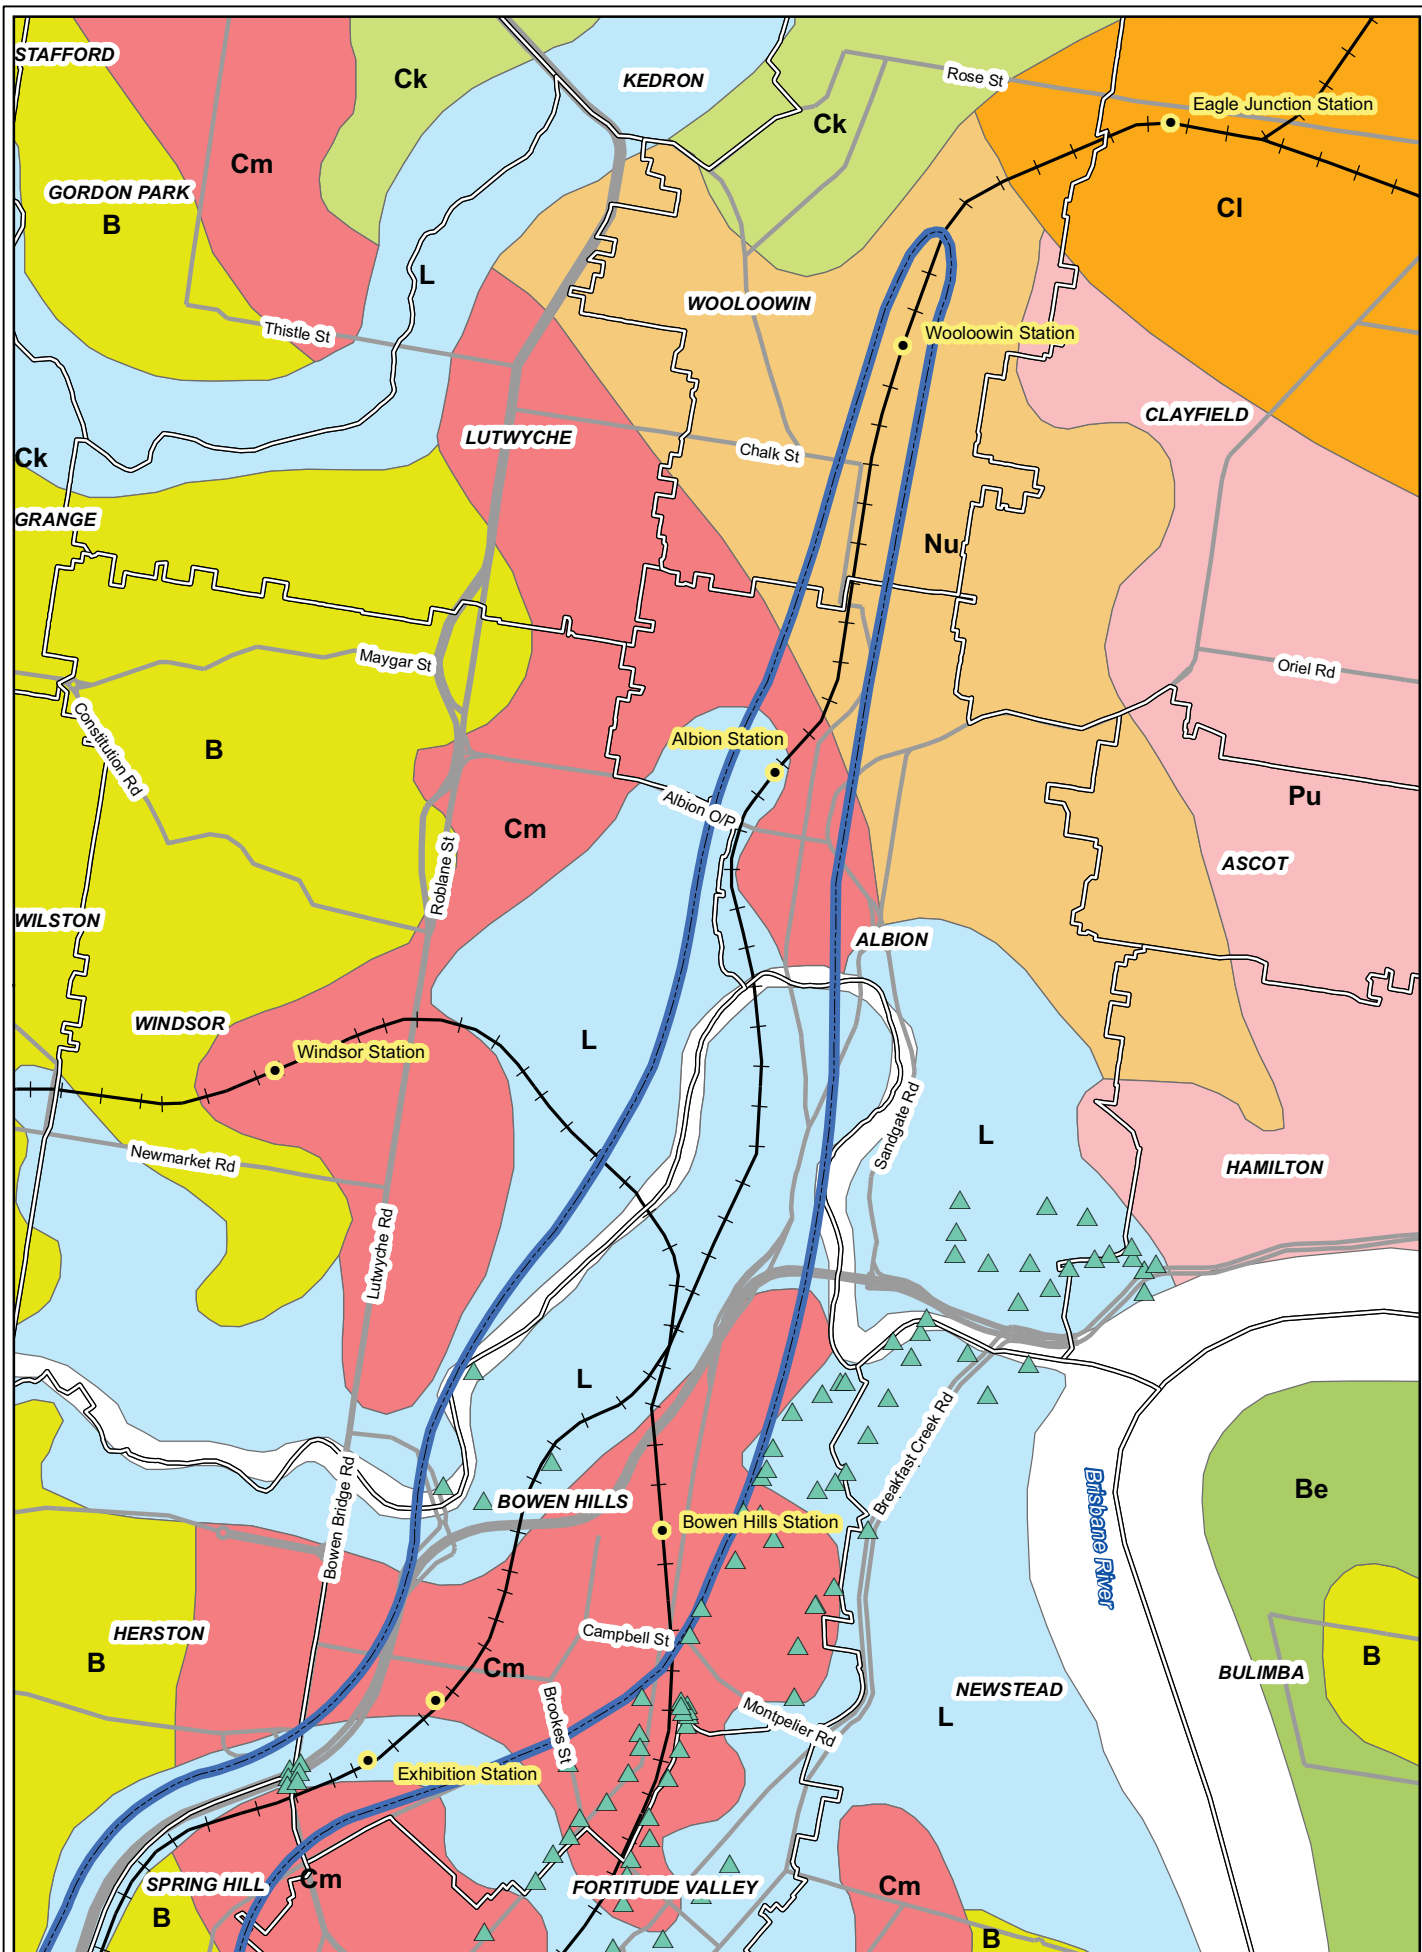 STAFFORD
Ck
KEDRON
Rose St
Eagle Junction Station
Ck
Cm
GORDON PARK
B
Cl
L
WOOLOOWIN
Thistle St
Wooloowin Station
CLAYFIELD
LUTWYCHE
Chalk St
Ck
GRANGE
Nu
Maygar St
Oriel Rd
Constitution Rd
B
Albion Station
Pu
Albion O/P
Cm
ASCOT
Roblane St
WILSTON
ALBION
WINDSOR
L
Windsor Station
Sandgate Rd
L
Newmarket Rd
HAMILTON
Lutwyche Rd
L
Breakfast Creek Rd
Be
Bowen Bridge Rd
BOWEN HILLS
Bowen Hills Station
Brisbane River
HERSTON
Campbell St
B
Cm
B
BULIMBA
NEWSTEAD
Brookes St
Montpelier Rd
L
Exhibition Station
SPRING HILL
Cm
FORTITUDE VALLEY
Cm
B
B